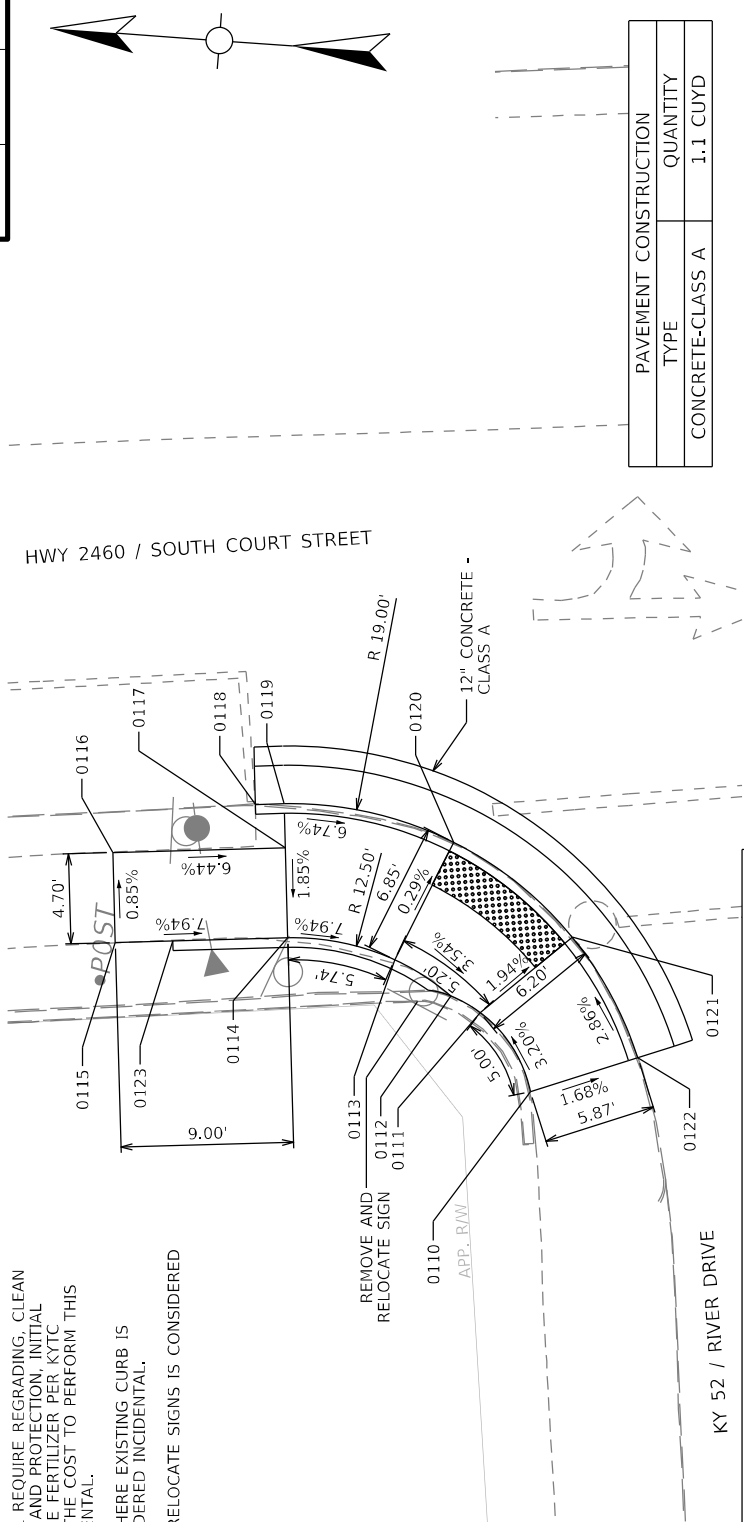 PAVEMENT CONSTRUCTION
TYPE QUANTITY
CONCRETE-CLASS A 1.1 CUYD
HWY 2460 / SOUTH COURT STREET
12" CONCRETE -
CLASS A
R 19.00'
0116
0117
0118
0119
0120
4.70'
0.85%
6.44%
6.74%
POST
7.94%
1.85%
7.94%
R 12.50'
6.85'
0.29%
3.54%
5.20'
1.94%
6.20'
5.74'
5.00'
3.20%
2.86%
1.68%
5.87'
9.00'
0115
0123
0114
0113
0112
0111
0110
0121
0122
REMOVE AND
RELOCATE SIGN
APP. R/W
KY 52 / RIVER DRIVE
REQUIRE REGRADING, CLEAN
AND PROTECTION, INITIAL
E FERTILIZER PER KYTC
THE COST TO PERFORM THIS
ENTAL.
HERE EXISTING CURB IS
DERED INCIDENTAL.
RELOCATE SIGNS IS CONSIDERED